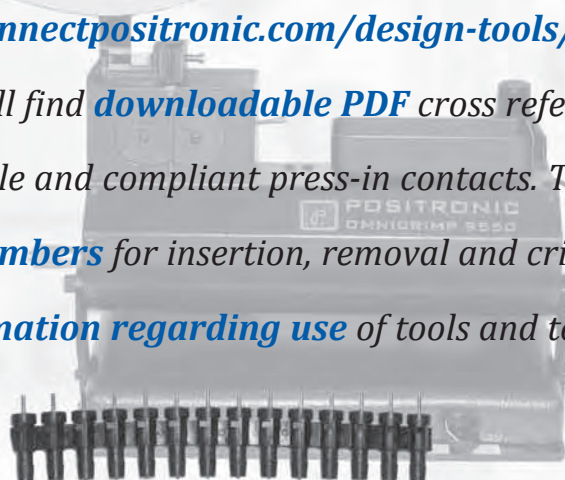 nnectpositronic.com/design-tools/
ll find downloadable PDF cross refe
le and compliant press-in contacts. T
POSITRONIC
OMNICRIMP 9550
mbers for insertion, removal and cri
mation regarding use of tools and te